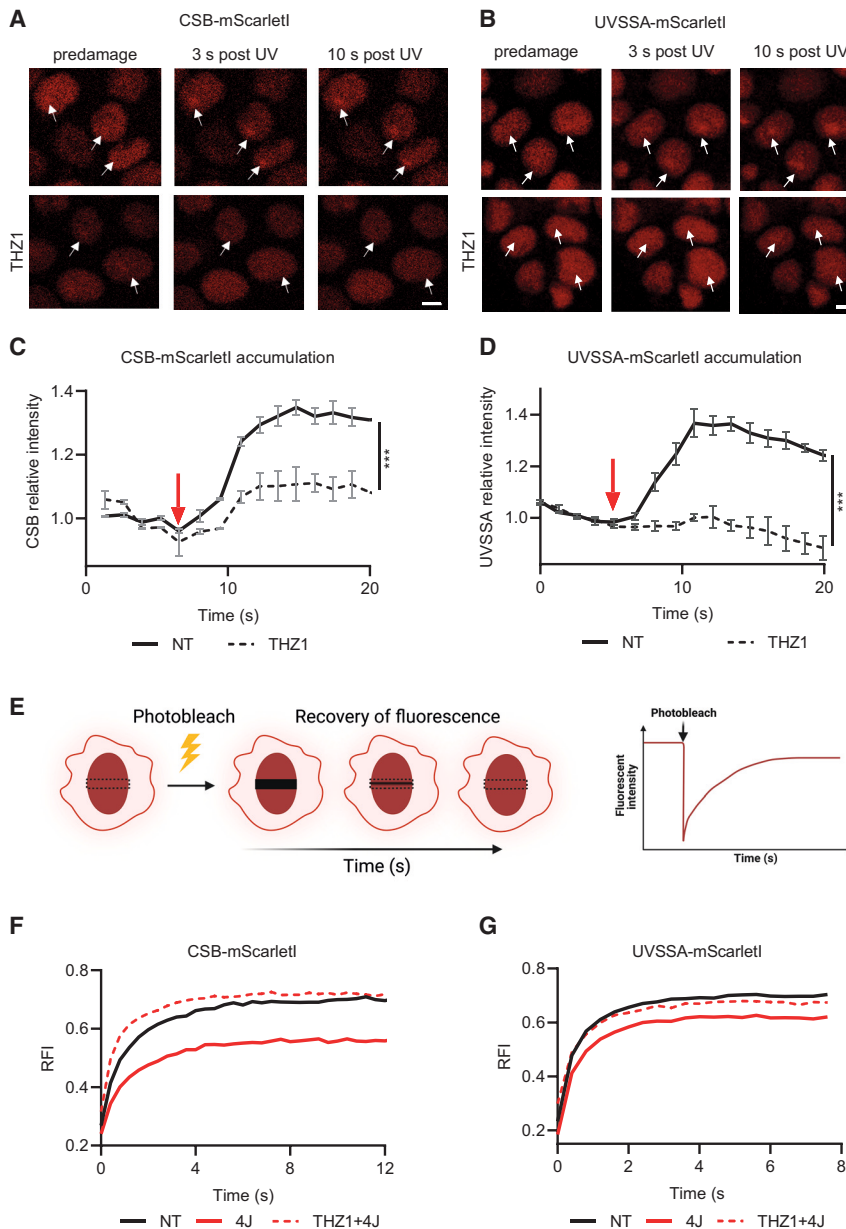 A
CSB-mScarletI
predamage 3 s post UV 10 s post UV
THZ1
B
UVSSA-mScarletI
predamage 3 s post UV 10 s post UV
THZ1
C
CSB-mScarletI accumulation
CSB relative intensity
1.4
1.2
1.0
0 10 20
Time (s)
***
NT THZ1
D
UVSSA-mScarletI accumulation
UVSSA relative intensity
1.4
1.2
1.0
0 10 20
Time (s)
***
NT THZ1
E
Photobleach
Recovery of fluorescence
Time (s)
Photobleach
Fluorescent
intensity
Time (s)
F
CSB-mScarletI
RFI
0.8
0.6
0.4
0.2
0 4 8 12
Time (s
NT 4J THZ1+4J
G
UVSSA-mScarletI
RFI
0.8
0.6
0.4
0.2
0 2 4 6 8
Time (s)
NT 4J THZ1+4J